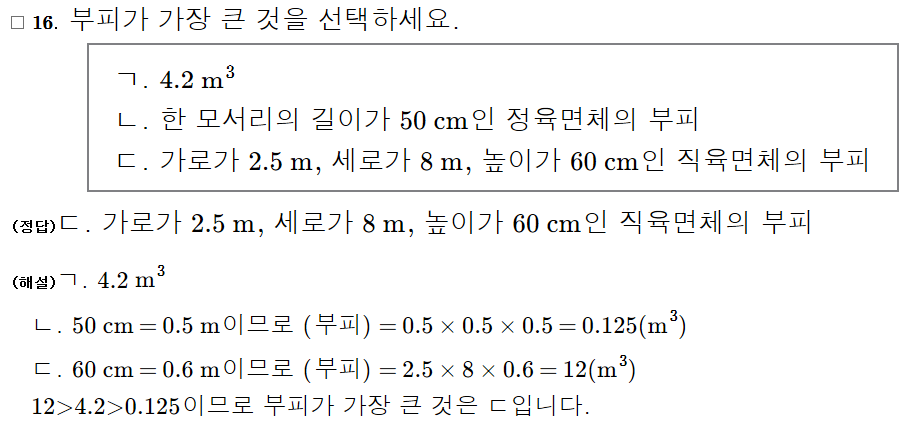 □ 16. 부피가 가장 큰 것을 선택하세요.
ㄱ. 4.2 m³
ㄴ. 한 모서리의 길이가 50 cm인 정육면체의 부피
ㄷ. 가로가 2.5 m, 세로가 8 m, 높이가 60 cm인 직육면체의 부피
(정답)ㄷ. 가로가 2.5 m, 세로가 8 m, 높이가 60 cm인 직육면체의 부피
(해설)ㄱ. 4.2 m³
ㄴ. 50 cm = 0.5 m이므로 (부피) = 0.5 × 0.5 × 0.5 = 0.125(m³)
ㄷ. 60 cm = 0.6 m이므로 (부피) = 2.5 × 8 × 0.6 = 12(m³)
12>4.2>0.125이므로 부피가 가장 큰 것은 ㄷ입니다.